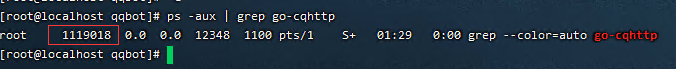 [root@localhost qqbot]# ps -aux | grep go-cqhttp
root 1119018 0.0 0.0 12348 1100 pts/1 S+ 01:29 0:00 grep --color=auto go-cqhttp
[root@localhost qqbot]#